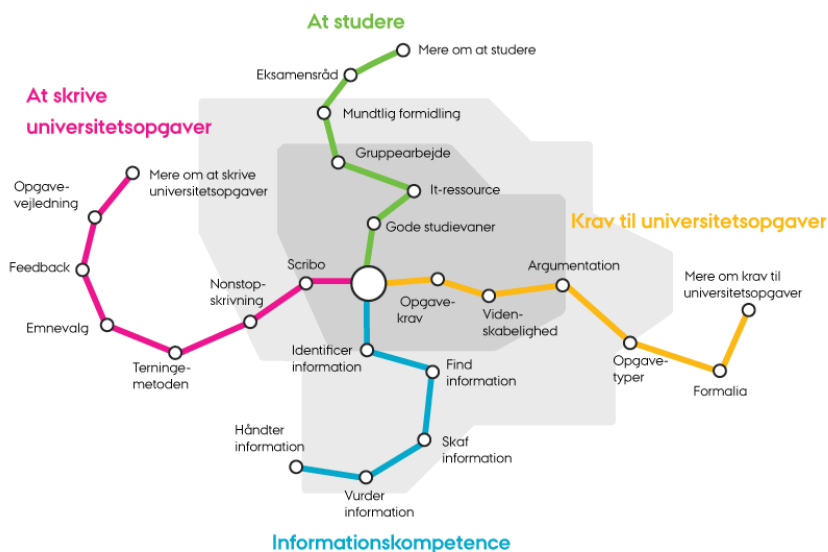 At studere
Mere om at studere
Eksamensråd
At skrive
universitetsopgaver
Mundtlig formidling
Gruppearbejde
Mere om at skrive
universitetsopgaver
Opgave-
vejledning
It-ressource
Krav til universitetsopgaver
Gode studievaner
Feedback
Scribo
Argumentation
Mere om krav til
universitetsopgaver
Nonstop-
skrivning
Opgave-
krav
Viden-
skabelighed
Emnevalg
Terninge-
metoden
Identificer
information
Find
information
Opgave-
typer
Formalia
Håndter
information
Skaf
information
Vurder
information
Informationskompetence